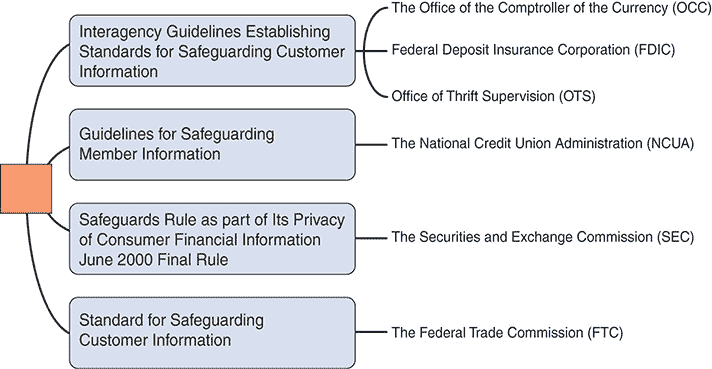 Interagency Guidelines Establishing
Standards for Safeguarding Customer
Information
The Office of the Comptroller of the Currency (OCC)
Federal Deposit Insurance Corporation (FDIC)
Office of Thrift Supervision (OTS)
Guidelines for Safeguarding
Member Information
The National Credit Union Administration (NCUA)
Safeguards Rule as part of Its Privacy
of Consumer Financial Information
June 2000 Final Rule
The Securities and Exchange Commission (SEC)
Standard for Safeguarding
Customer Information
The Federal Trade Commission (FTC)